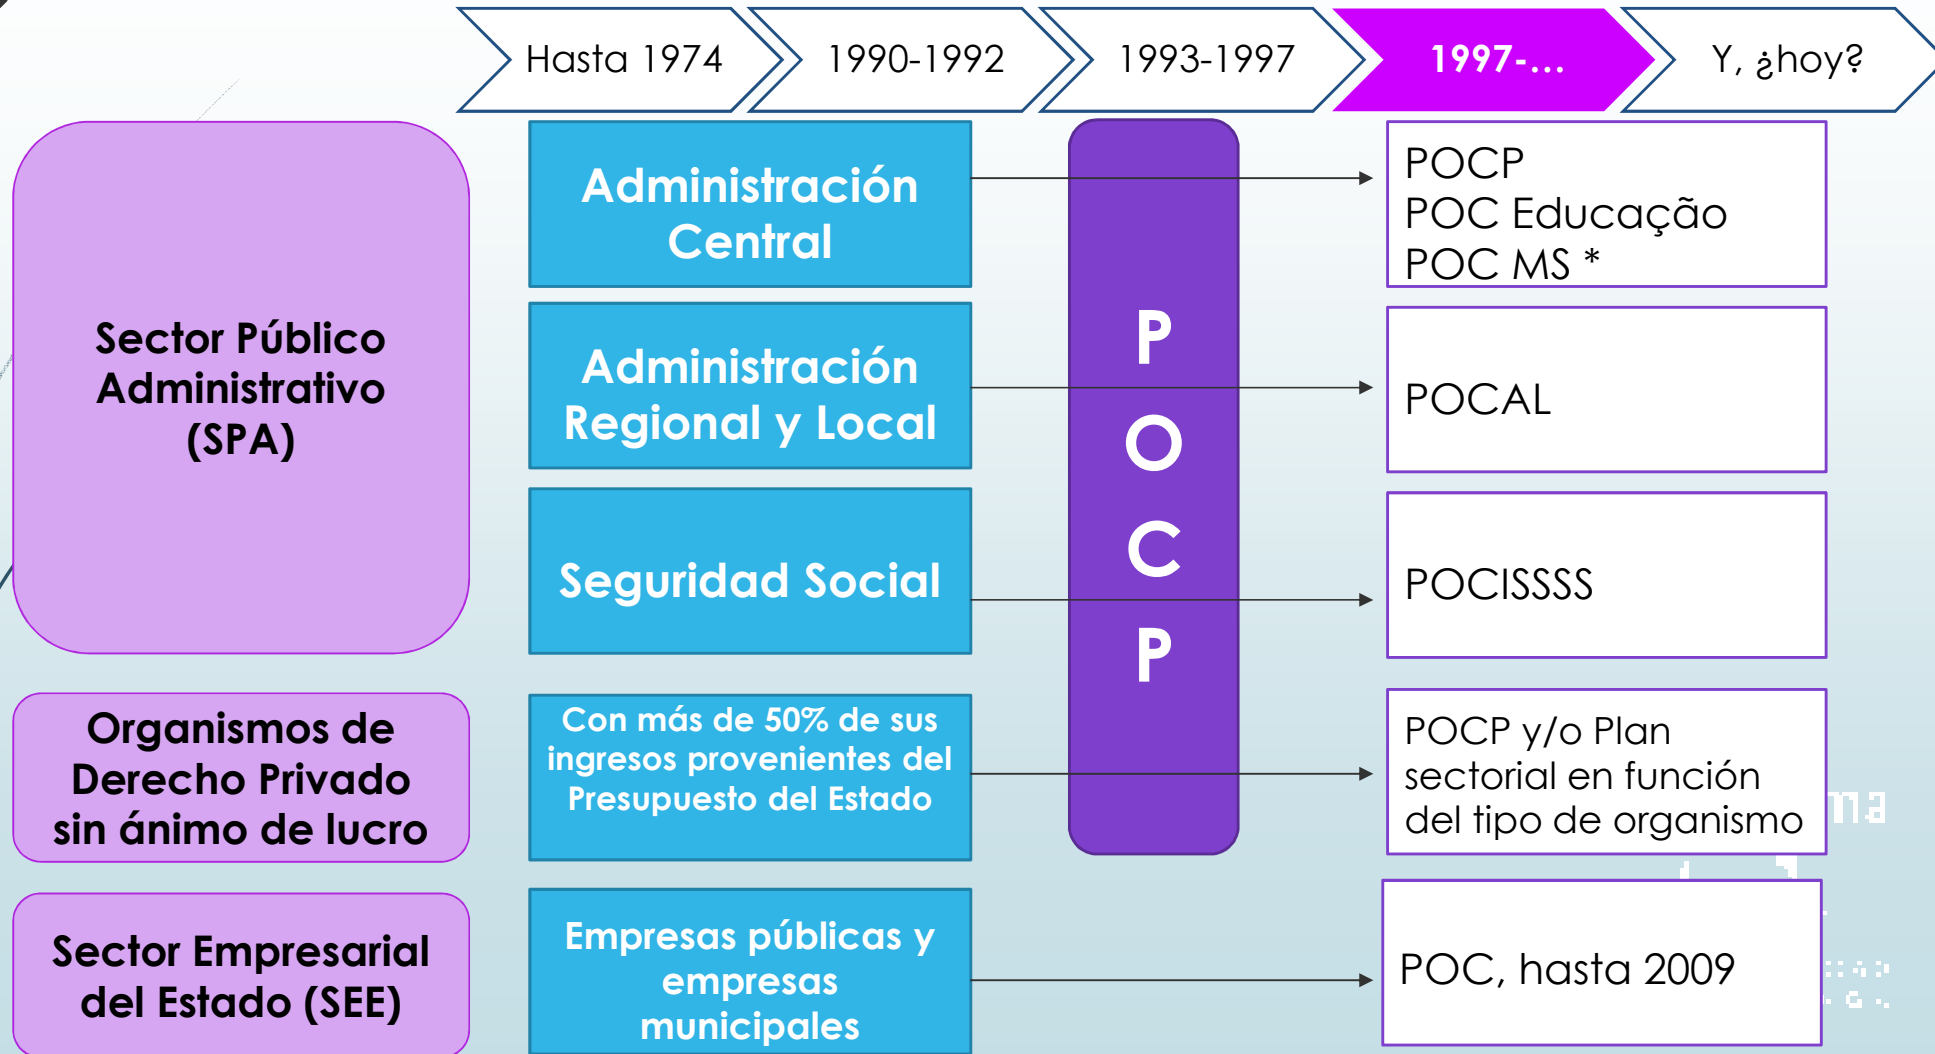 Hasta 1974
1990-1992
1993-1997
1997-...
Y, ¿hoy?
Sector Público
Administrativo
(SPA)
Administración
Central
POCP
POC Educação
POC MS *
Administración
Regional y Local
POCAL
Seguridad Social
POCISSSS
P
O
C
P
Organismos de
Derecho Privado
sin ánimo de lucro
Con más de 50% de sus
ingresos provenientes del
Presupuesto del Estado
POCP y/o Plan
sectorial en función
del tipo de organismo
Sector Empresarial
del Estado (SEE)
Empresas públicas y
empresas
municipales
POC, hasta 2009